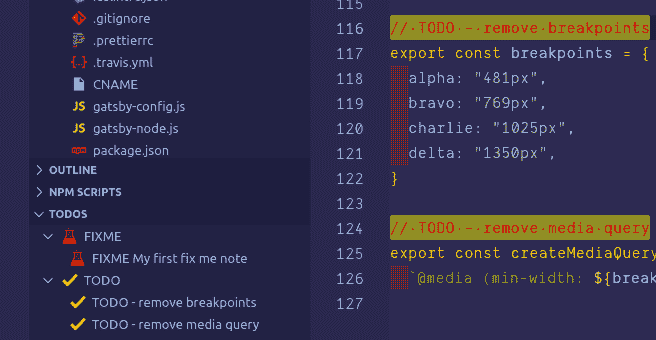 .gitignore
.prettierrc
.travis.yml
CNAME
JS gatsby-config.js
JS gatsby-node.js
package.json
OUTLINE
NPM SCRIPTS
TODOS
FIXME
FIXME My first fix me note
TODO
TODO - remove breakpoints
TODO - remove media query
115
116 // TODO - remove breakpoints
117 export const breakpoints = {
118 alpha: "481px",
119 bravo: "769px",
120 charlie: "1025px",
121 delta: "1350px",
122 }
123
124 // TODO - remove media query
125 export const createMediaQuery
126 `@media (min-width: ${break
127